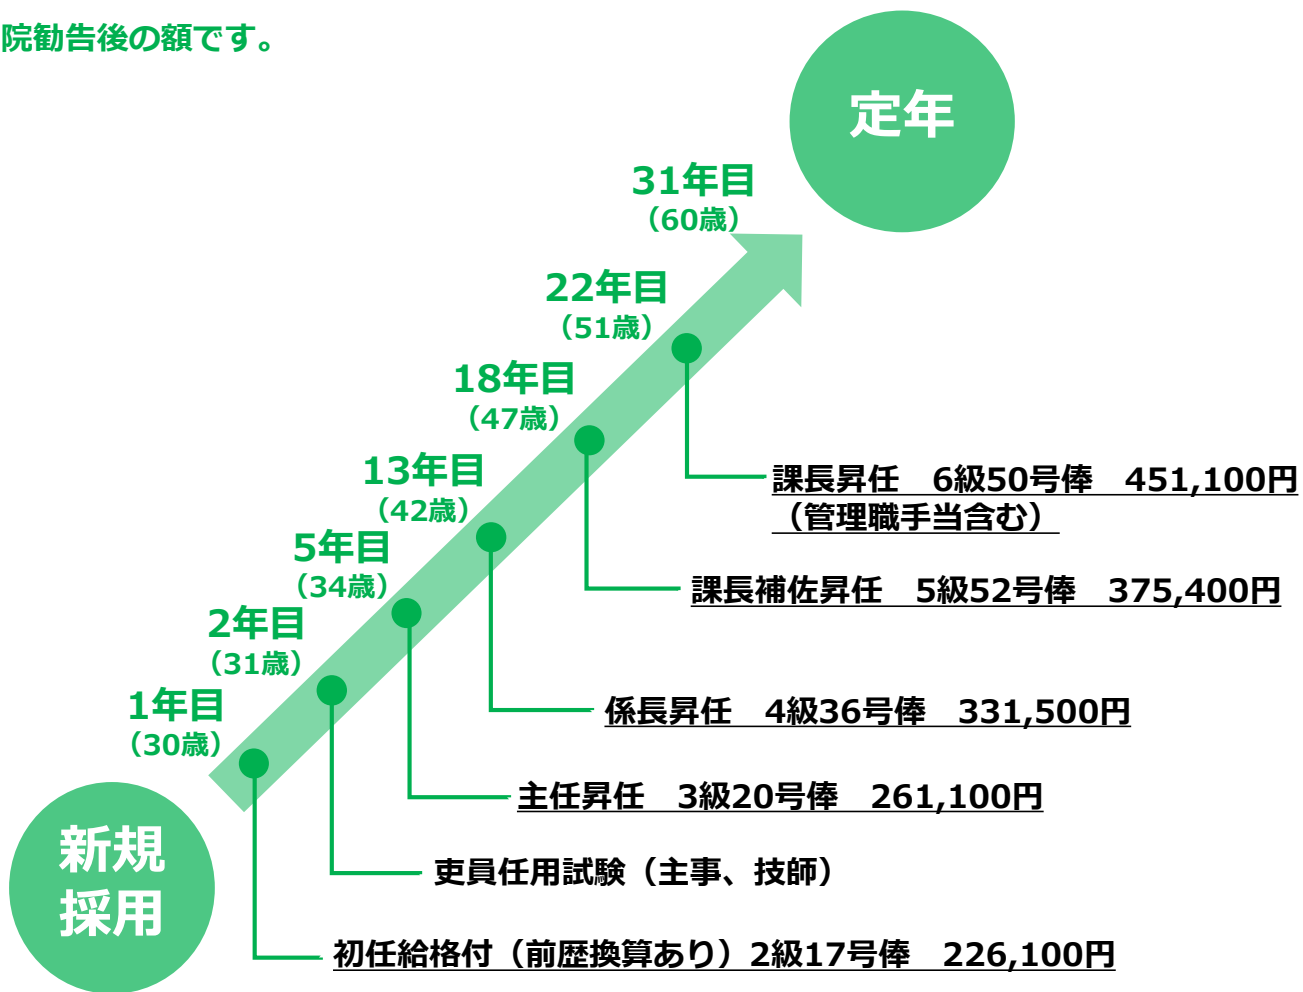 院勧告後の額です。
定年
31年目
（60歳）
22年目
（51歳）
18年目
（47歳）
13年目
（42歳）
5年目
（34歳）
2年目
（31歳）
1年目
（30歳）
課長昇任　6級50号俸　451,100円
（管理職手当含む）
課長補佐昇任　5級52号俸　375,400円
係長昇任　4級36号俸　331,500円
主任昇任　3級20号俸　261,100円
吏員任用試験（主事、技師）
初任給格付（前歴換算あり）2級17号俸　226,100円
新規
採用